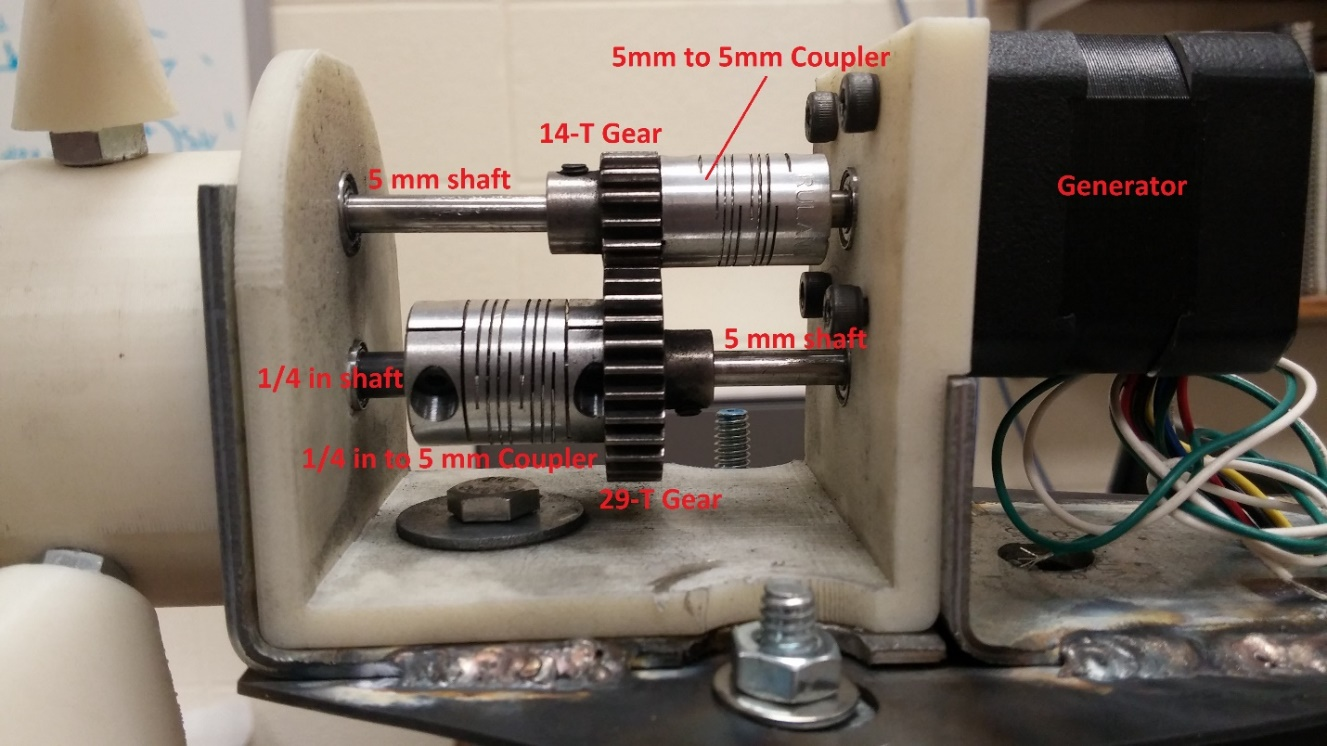 5mm to 5mm Coupler
14-T Gear
5 mm shaft
Generator
5 mm shaft
1/4 in shaft
1/4 in to 5 mm Coupler
29-T Gear